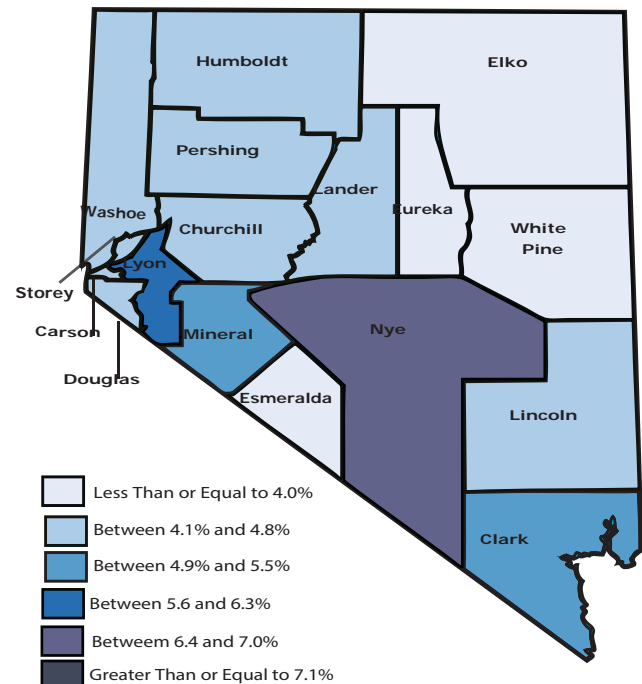 Humboldt
Elko
Pershing
Lander
Eureka
Washoe
Churchill
White
Pine
Lyon
Storey
Carson
Mineral
Nye
Douglas
Esmeralda
Lincoln
Clark
Less Than or Equal to 4.0%
Between 4.1% and 4.8%
Between 4.9% and 5.5%
Between 5.6 and 6.3%
Betweem 6.4 and 7.0%
Greater Than or Equal to 7.1%